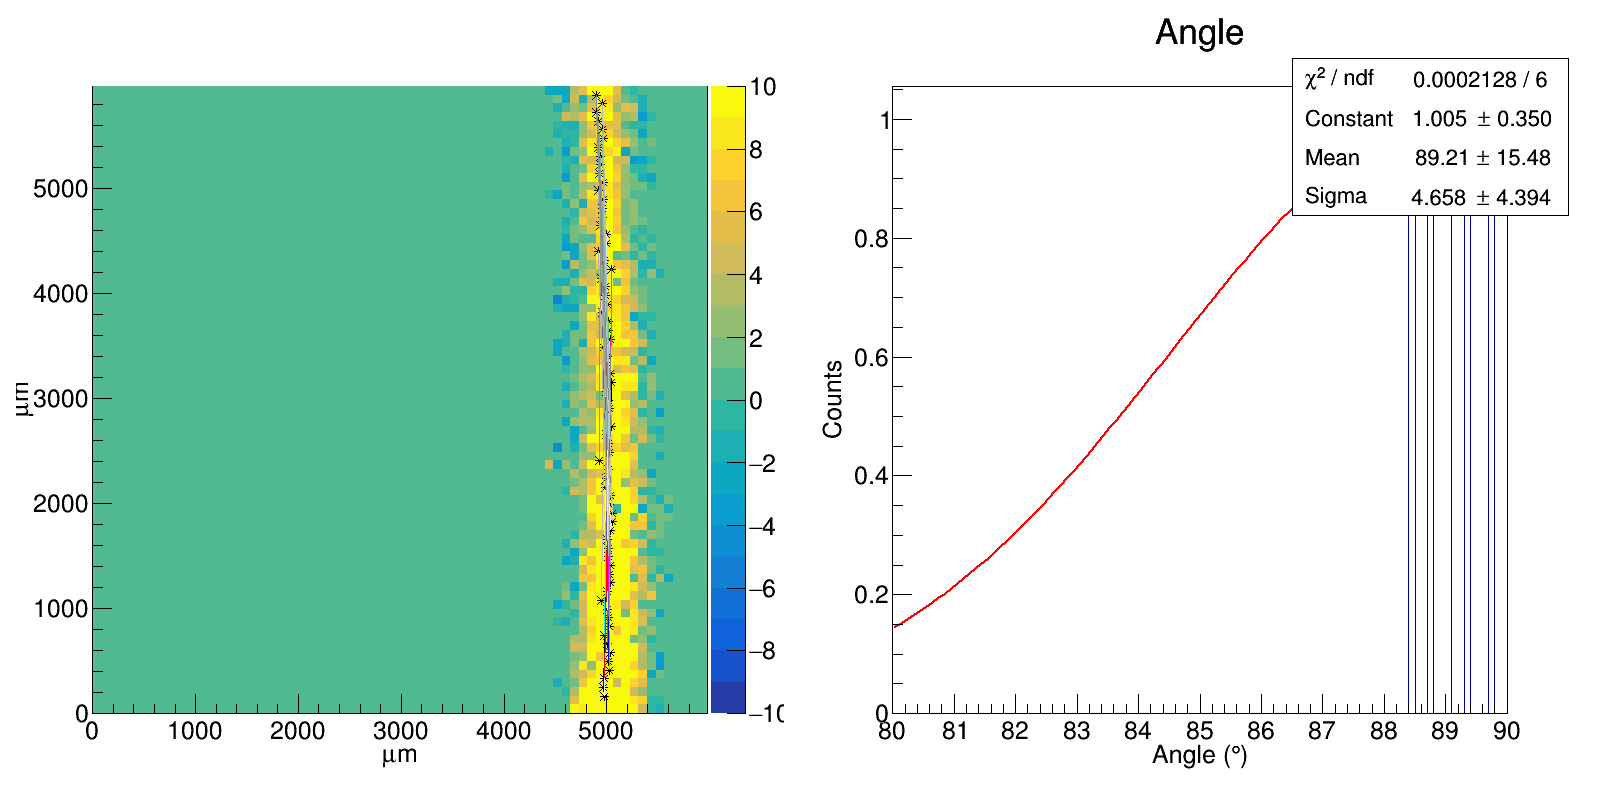 Angle
χ² / ndf 0.0002128 / 6
Constant 1.005 ± 0.350
Mean 89.21 ± 15.48
Sigma 4.658 ± 4.394
10
8
6
4
2
0
−2
−4
−6
−8
−10
5000
4000
3000
2000
1000
0
μm
0 1000 2000 3000 4000 5000
μm
1
0.8
0.6
0.4
0.2
0
Counts
80 81 82 83 84 85 86 87 88 89 90
Angle (°)